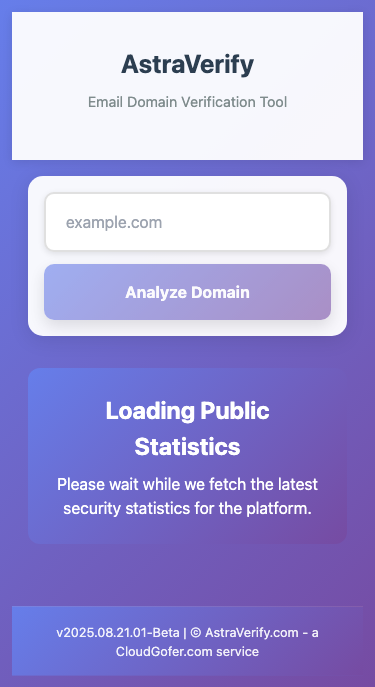 AstraVerify
Email Domain Verification Tool
example.com
Analyze Domain
Loading Public
Statistics
Please wait while we fetch the latest
security statistics for the platform.
v2025.08.21.01-Beta | © AstraVerify.com - a
CloudGofer.com service